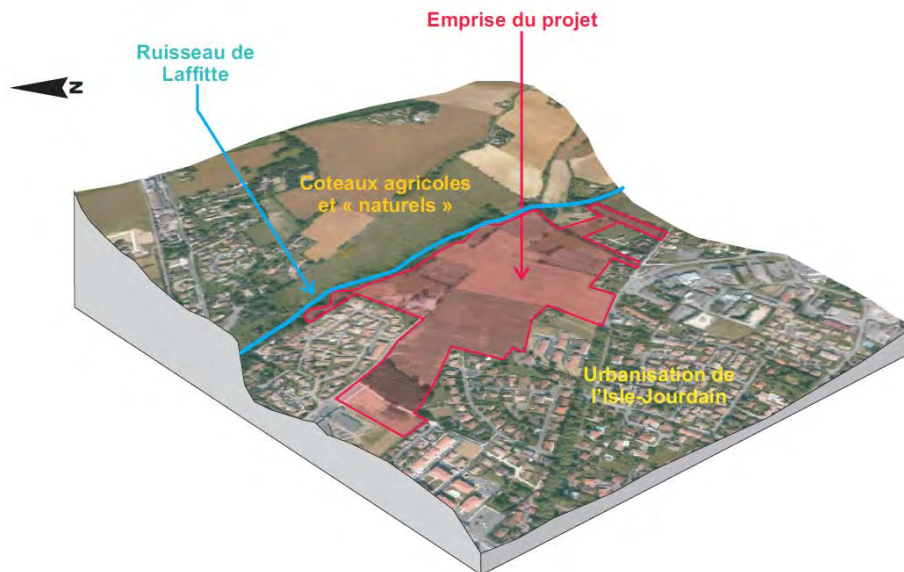 Emprise du projet
Ruisseau de
Laffitte
N
Coteaux agricoles
et « naturels »
Urbanisation de
l'Isle-Jourdain